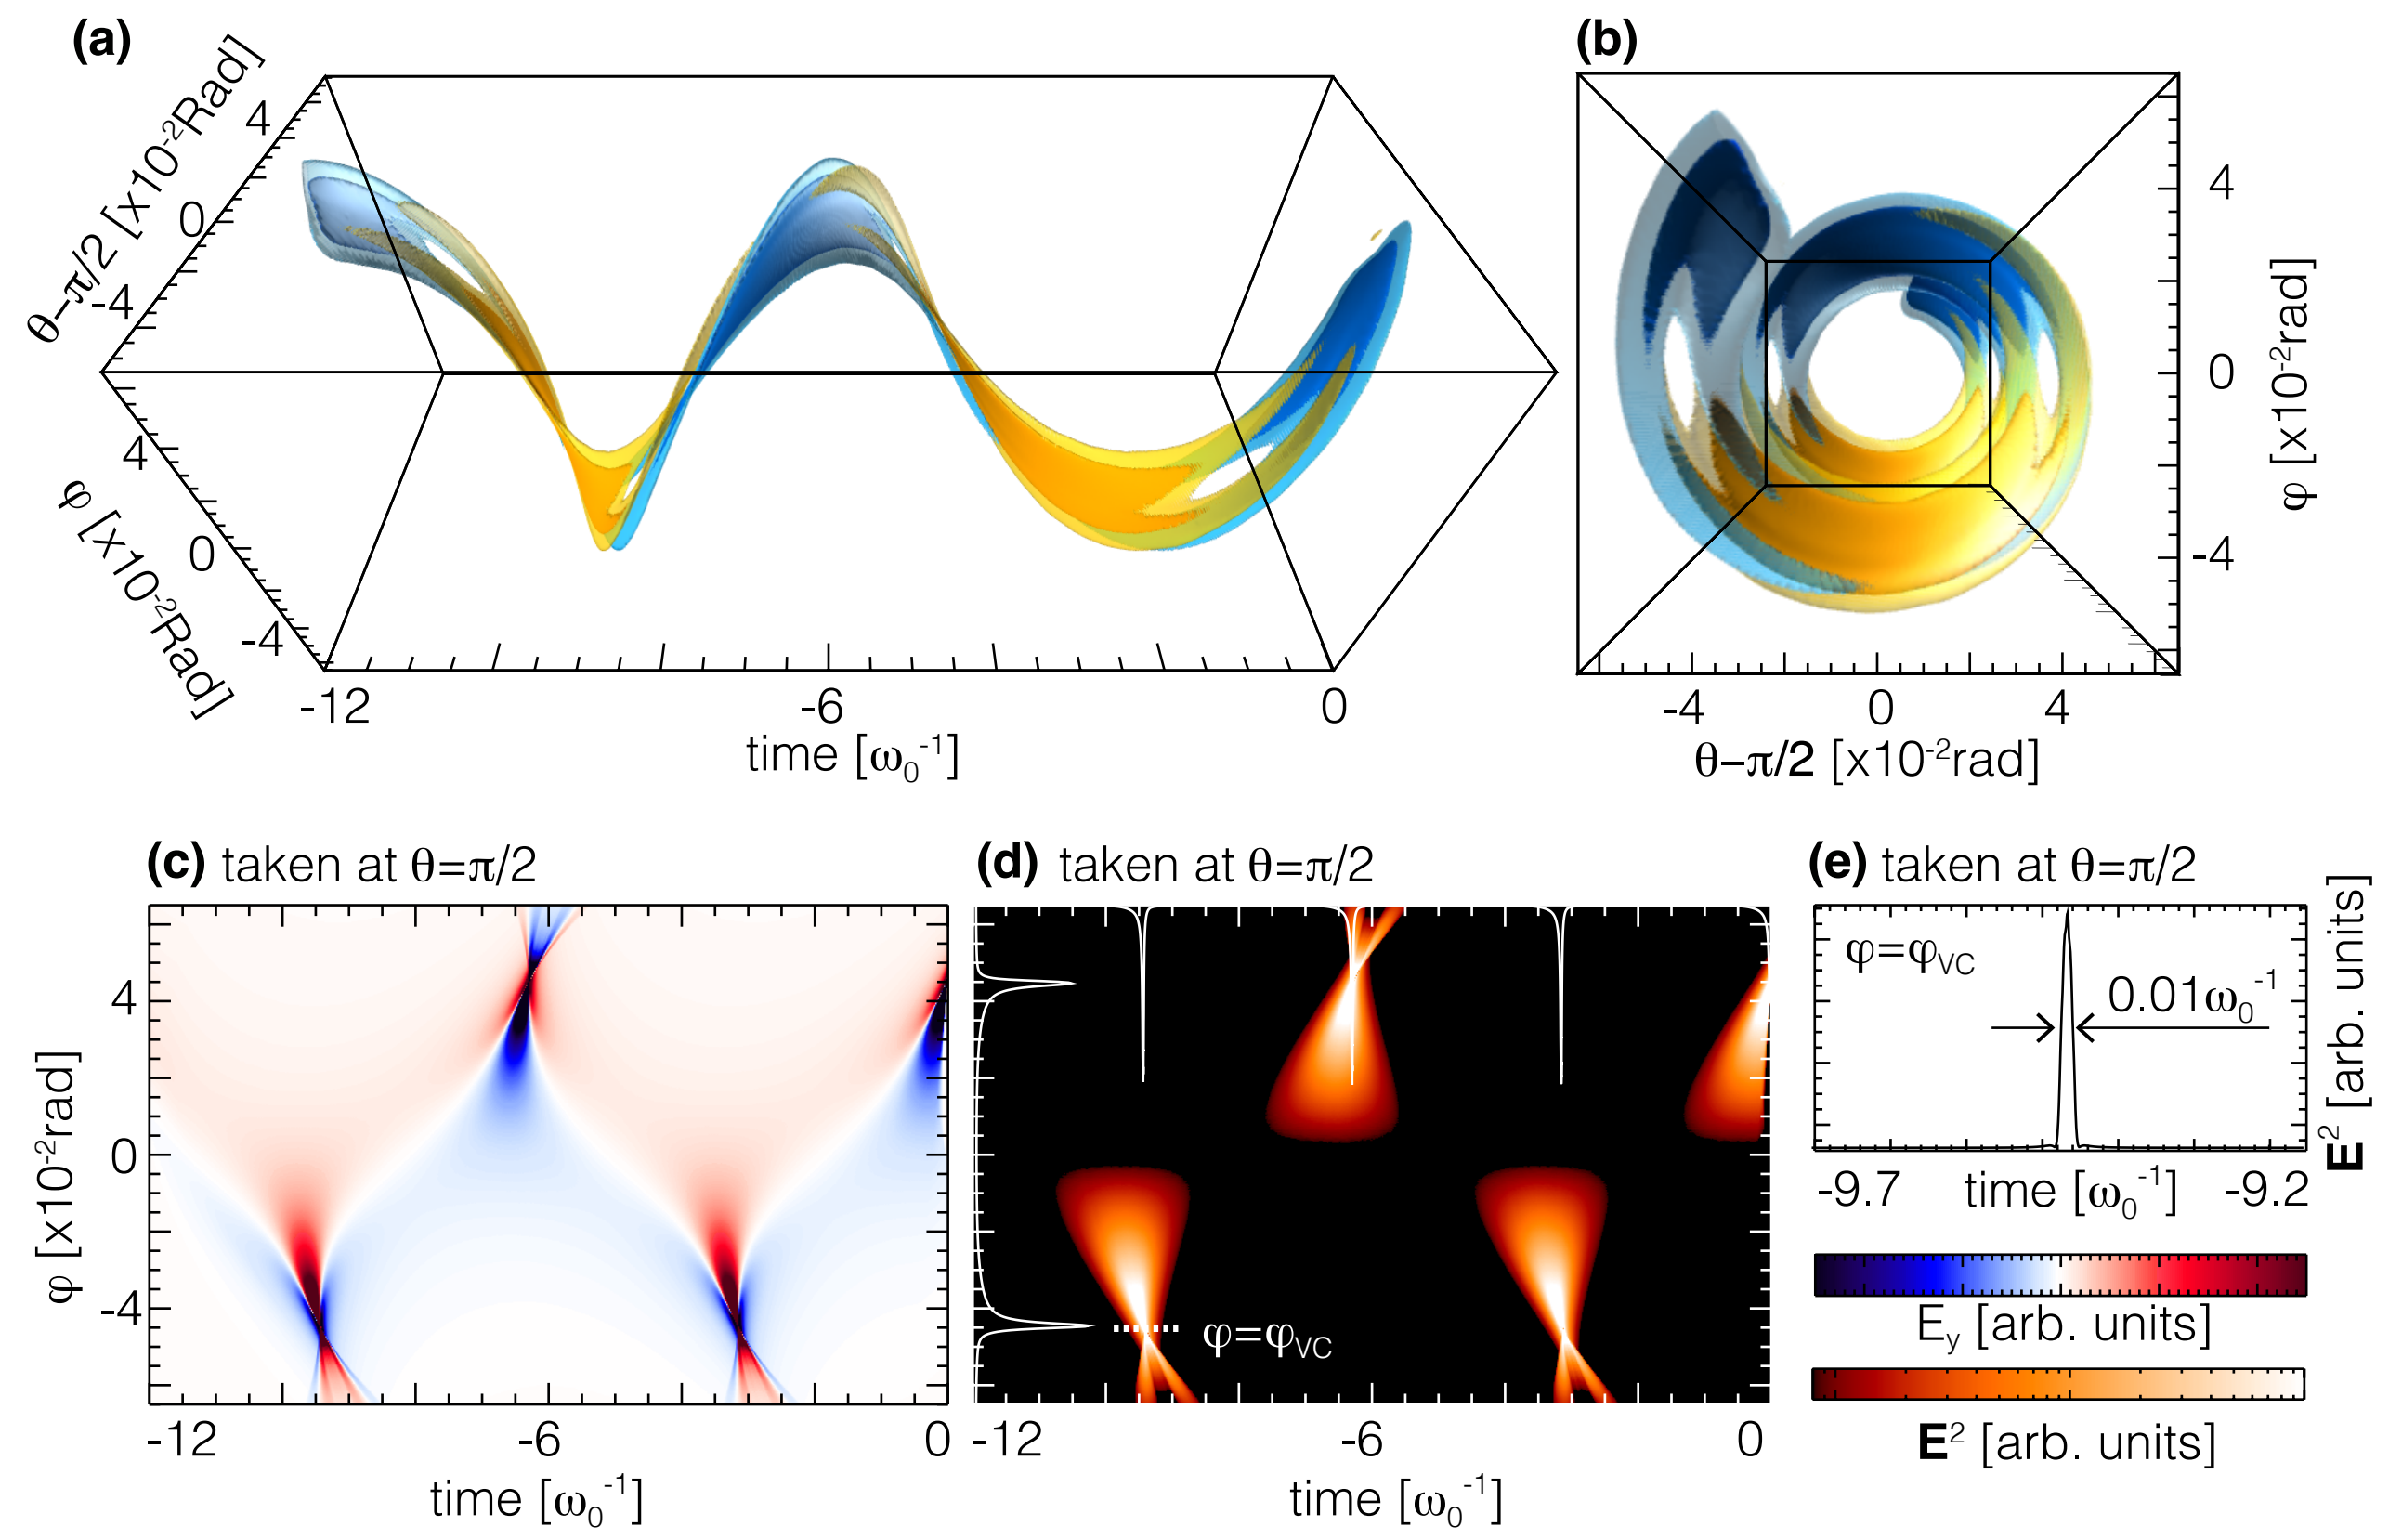 (a)
θ−π/2 [x10⁻²Rad]
4
0
-4
φ [x10⁻²Rad]
4
0
-4
-12 -6 0
time [ω₀⁻¹]
(b)
4
0
-4
φ [x10⁻²rad]
-4 0 4
θ−π/2 [x10⁻²rad]
(c) taken at θ=π/2
φ [x10⁻²rad]
4
0
-4
-12 -6 0
time [ω₀⁻¹]
(d) taken at θ=π/2
φ=φVC
-12 -6 0
time [ω₀⁻¹]
(e) taken at θ=π/2
φ=φVC
0.01ω₀⁻¹
E² [arb. units]
-9.7 time [ω₀⁻¹] -9.2
Ey [arb. units]
E² [arb. units]